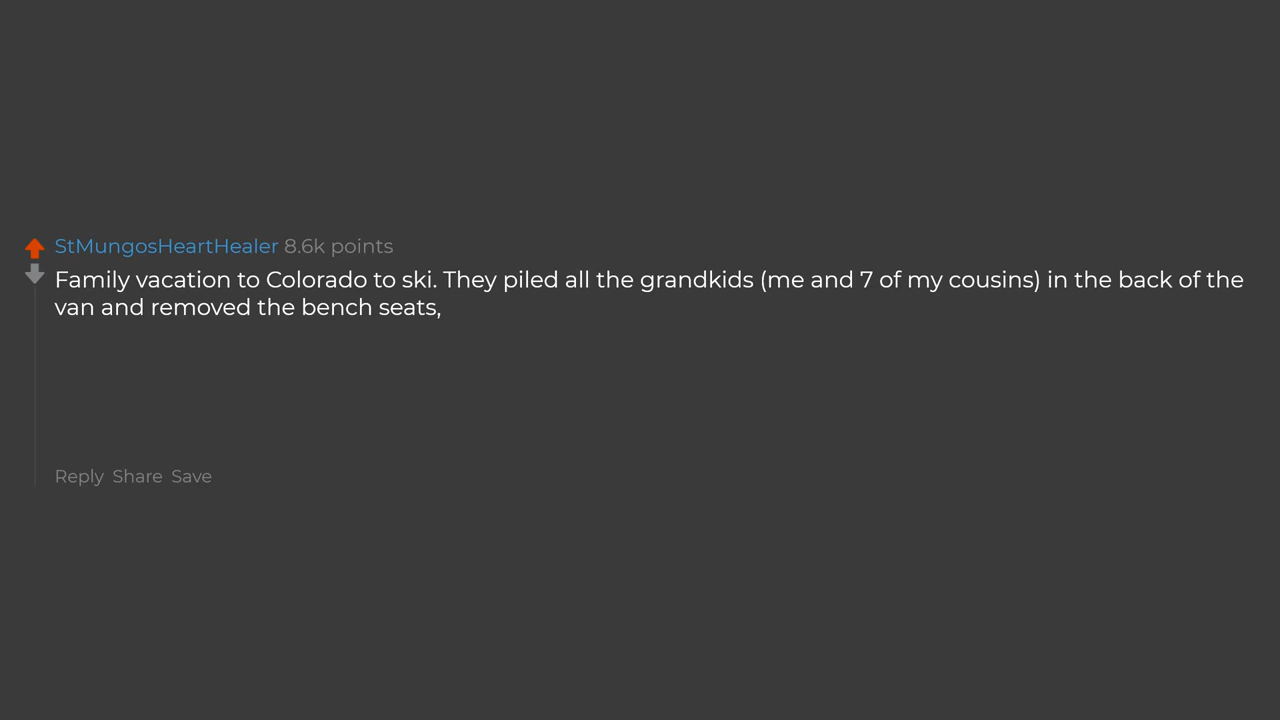 StMungosHeartHealer 8.6k points
Family vacation to Colorado to ski. They piled all the grandkids (me and 7 of my cousins) in the back of the
van and removed the bench seats,
Reply Share Save